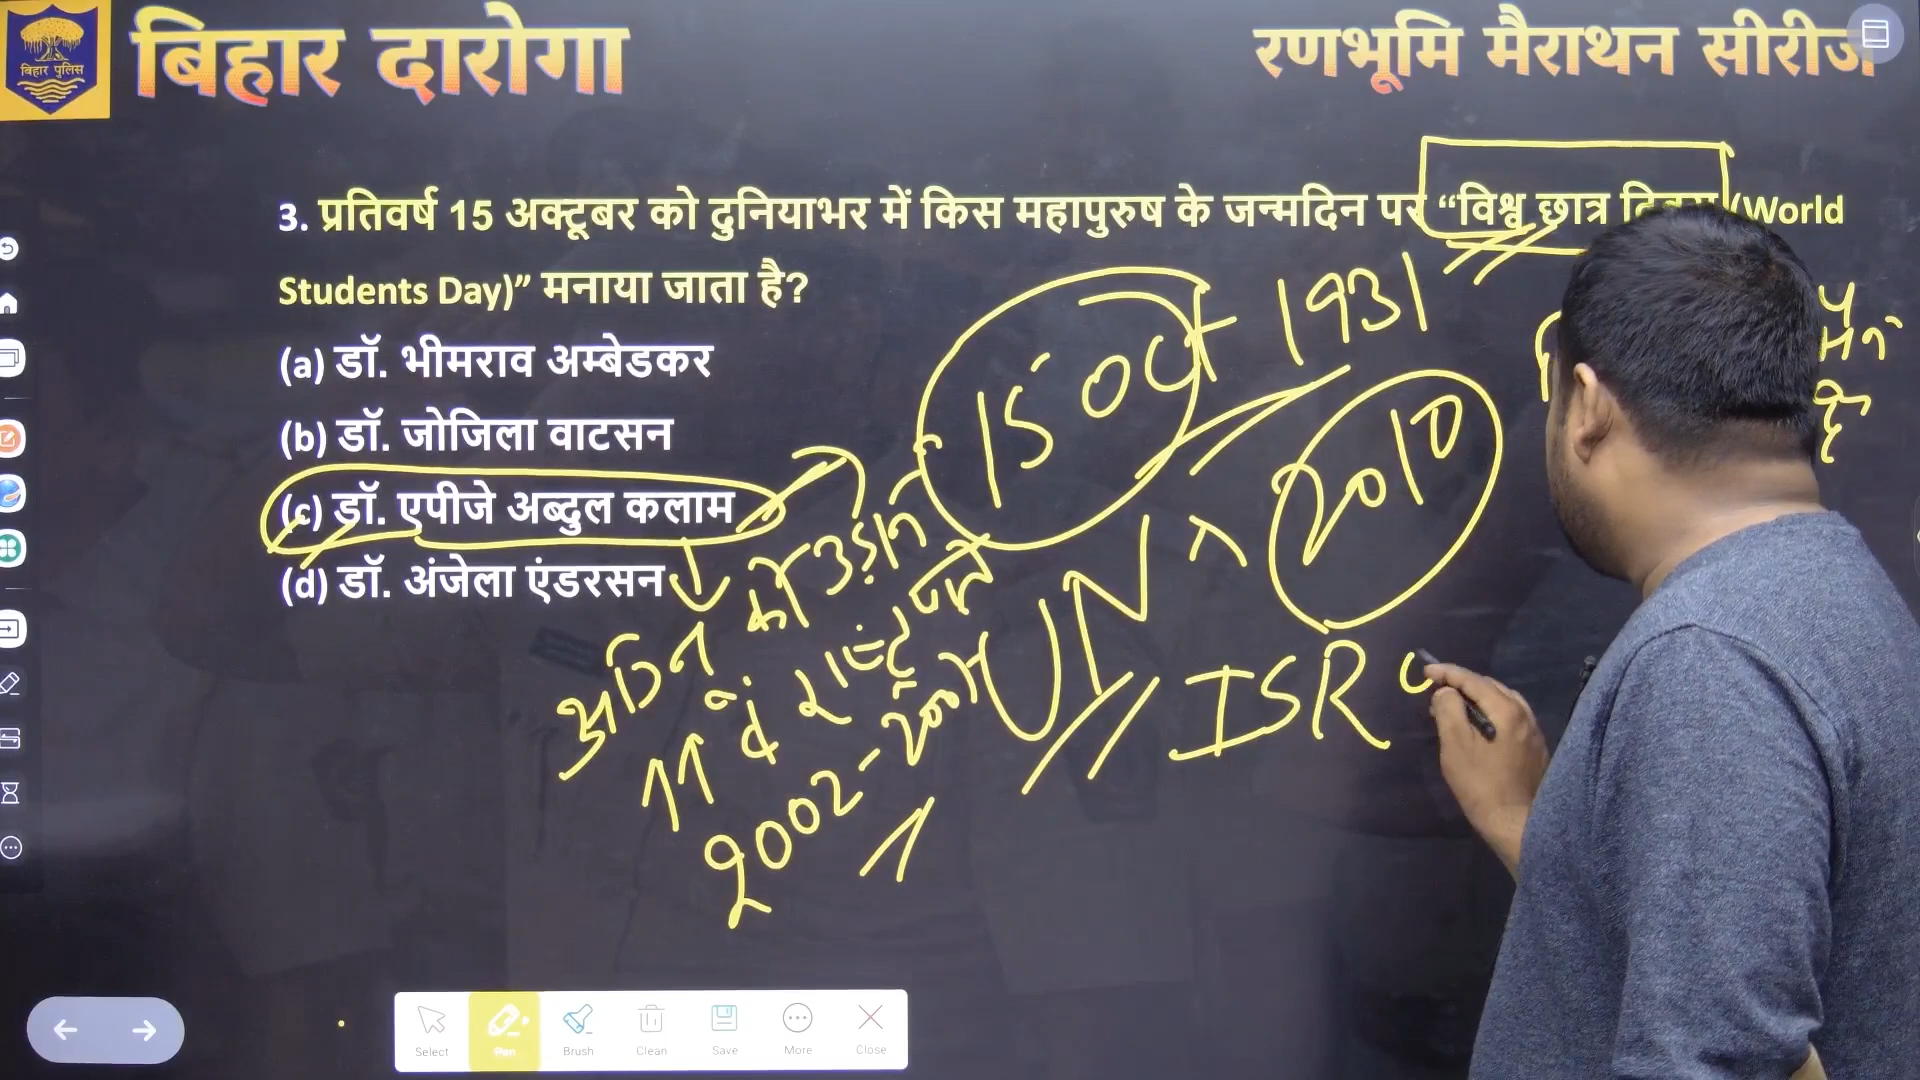 बिहार पुलिस
बिहार दारोगा
रणभूमि मैराथन सीरीज
3. प्रतिवर्ष 15 अक्टूबर को दुनियाभर में किस महापुरुष के जन्मदिन पर “विश्व छात्र दिवस (World
Students Day)” मनाया जाता है?
(a) डॉ. भीमराव अम्बेडकर
(b) डॉ. जोजिला वाटसन
(c) डॉ. एपीजे अब्दुल कलाम
(d) डॉ. अंजेला एंडरसन
15 Oct 1931
2010
UN
ISRO
की उड़ान
11 वें राष्ट्रपति
2002-2007
Select
Pen
Brush
Clean
Save
More
Close